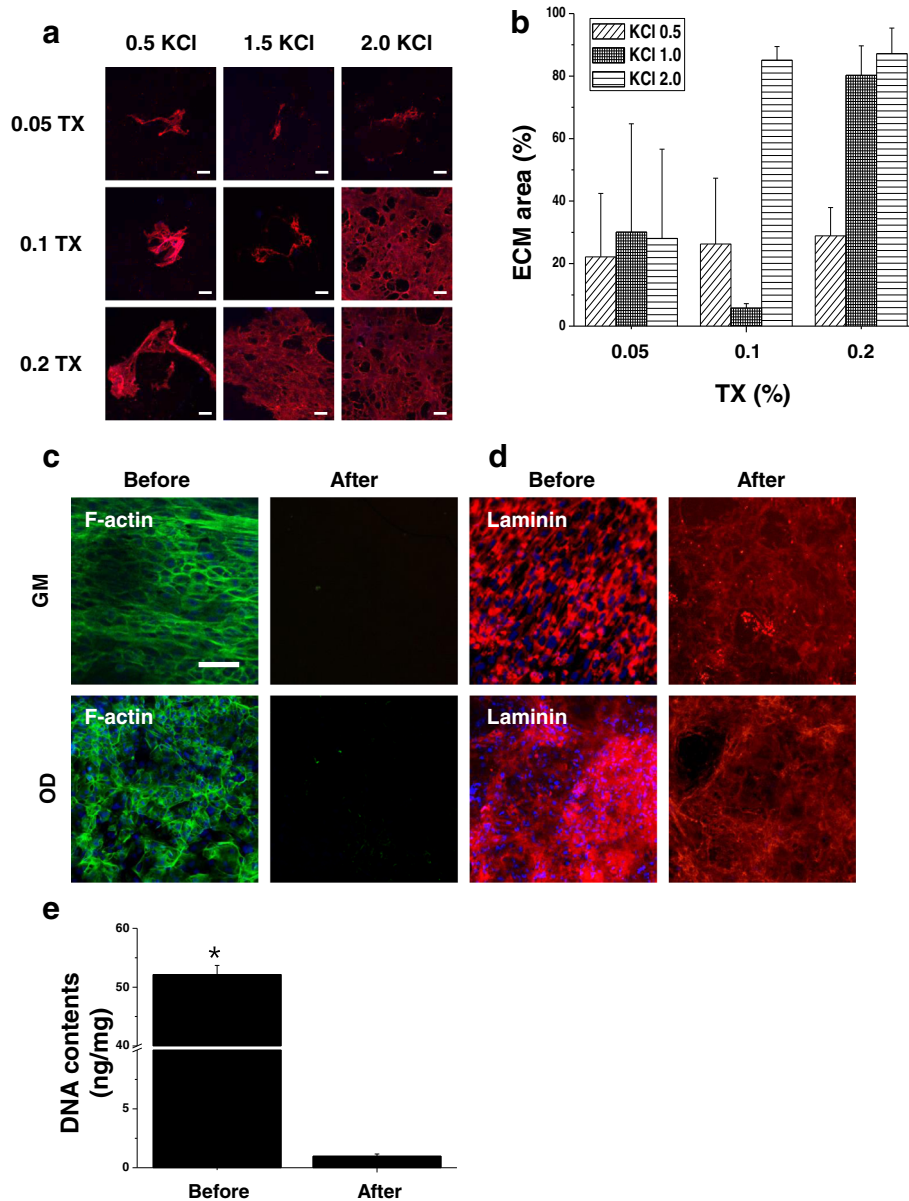 a
0.5 KCl 1.5 KCl 2.0 KCl
0.05 TX
0.1 TX
0.2 TX
b
ECM area (%)
100
80
60
40
20
0
KCl 0.5
KCl 1.0
KCl 2.0
0.05 0.1 0.2
TX (%)
c
Before After
GM
F-actin
OD
F-actin
d
Before After
Laminin
Laminin
e
DNA contents
(ng/mg)
60
50
40
5
0
*
Before After